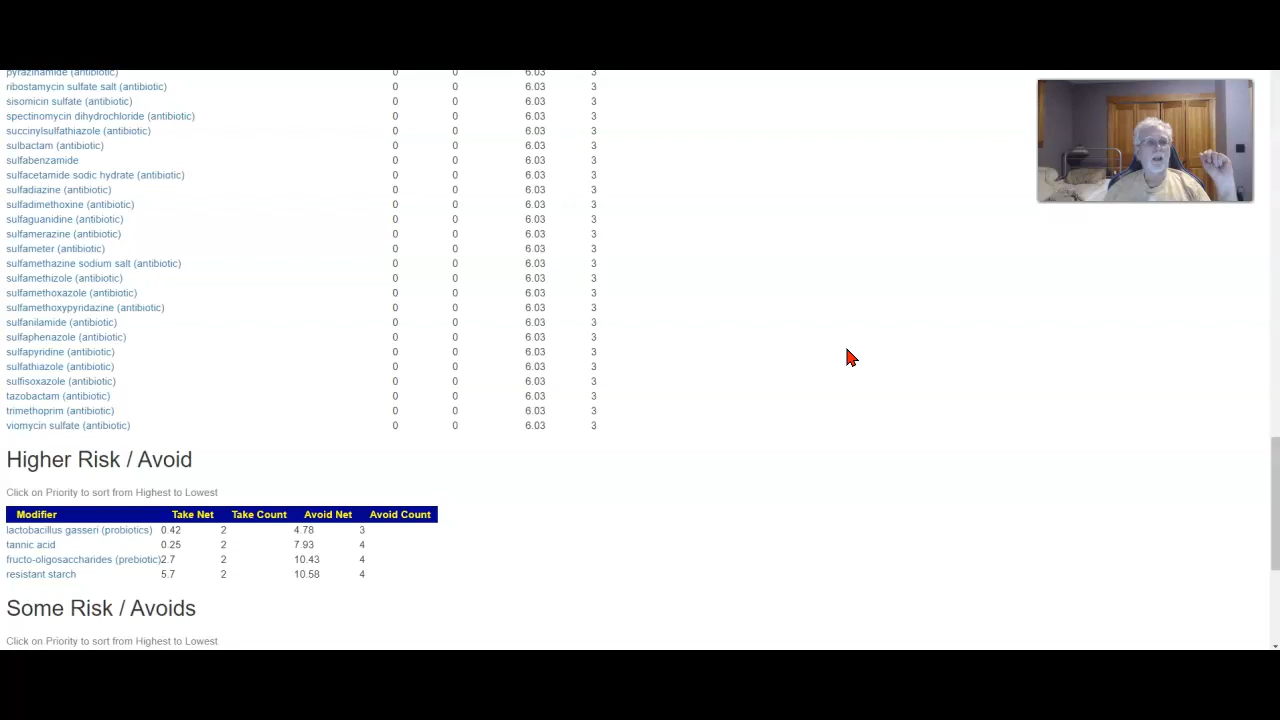 pyrazinamide (antibiotic) 0 0 6.03 3
ribostamycin sulfate salt (antibiotic) 0 0 6.03 3
sisomicin sulfate (antibiotic) 0 0 6.03 3
spectinomycin dihydrochloride (antibiotic) 0 0 6.03 3
succinylsulfathiazole (antibiotic) 0 0 6.03 3
sulbactam (antibiotic) 0 0 6.03 3
sulfabenzamide 0 0 6.03 3
sulfacetamide sodic hydrate (antibiotic) 0 0 6.03 3
sulfadiazine (antibiotic) 0 0 6.03 3
sulfadimethoxine (antibiotic) 0 0 6.03 3
sulfaguanidine (antibiotic) 0 0 6.03 3
sulfamerazine (antibiotic) 0 0 6.03 3
sulfameter (antibiotic) 0 0 6.03 3
sulfamethazine sodium salt (antibiotic) 0 0 6.03 3
sulfamethizole (antibiotic) 0 0 6.03 3
sulfamethoxazole (antibiotic) 0 0 6.03 3
sulfamethoxypyridazine (antibiotic) 0 0 6.03 3
sulfanilamide (antibiotic) 0 0 6.03 3
sulfaphenazole (antibiotic) 0 0 6.03 3
sulfapyridine (antibiotic) 0 0 6.03 3
sulfathiazole (antibiotic) 0 0 6.03 3
sulfisoxazole (antibiotic) 0 0 6.03 3
tazobactam (antibiotic) 0 0 6.03 3
trimethoprim (antibiotic) 0 0 6.03 3
viomycin sulfate (antibiotic) 0 0 6.03 3
Higher Risk / Avoid
Click on Priority to sort from Highest to Lowest
Modifier Take Net Take Count Avoid Net Avoid Count
lactobacillus gasseri (probiotics) 0.42 2 4.78 3
tannic acid 0.25 2 7.93 4
fructo-oligosaccharides (prebiotic) 2.7 2 10.43 4
resistant starch 5.7 2 10.58 4
Some Risk / Avoids
Click on Priority to sort from Highest to Lowest